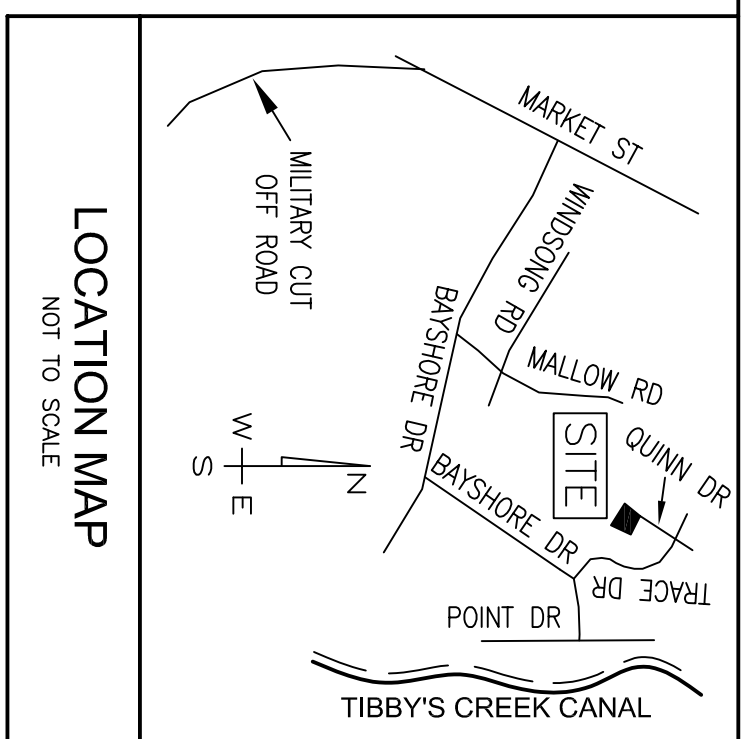 MARKET ST
WINDSONG RD
MILITARY CUT
OFF ROAD
BAYSHORE DR
MALLOW RD
SITE
QUINN DR
BAYSHORE DR
TRACE DR
POINT DR
TIBBY'S CREEK CANAL
N
W
E
S
LOCATION MAP
NOT TO SCALE